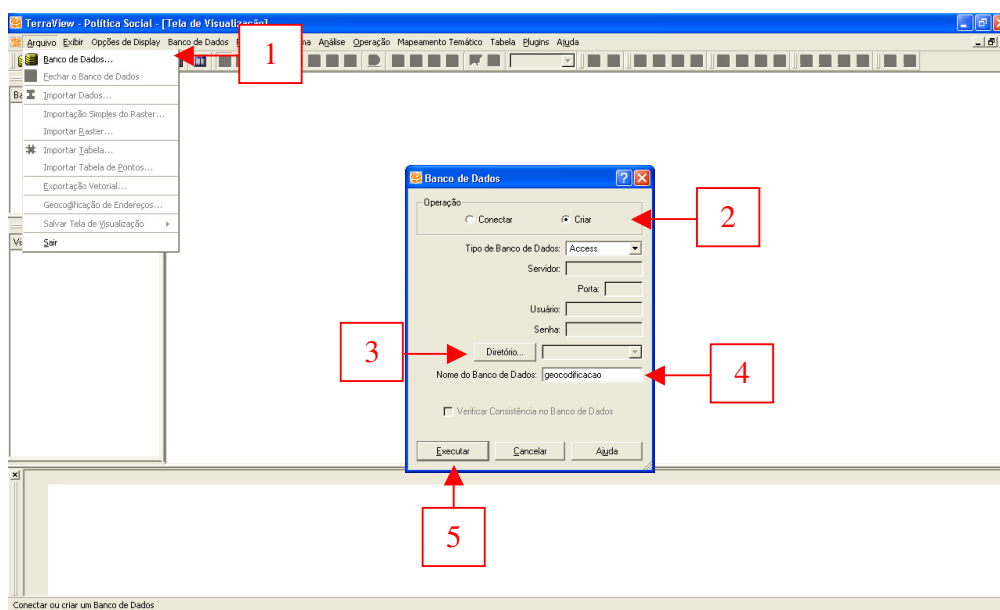 TerraView - Política Social - [Tela de Visualização]
Arquivo Exibir Opções de Display Banco de Dados ma Análise Operação Mapeamento Temático Tabela Plugins Ajuda
1
Banco de Dados...
Fechar o Banco de Dados
Importar Dados...
Importação Simples do Raster...
Importar Raster...
Importar Tabela...
Importar Tabela de Pontos...
Exportação Vetorial...
Geocodificação de Endereços...
Salvar Tela de Visualização
Sair
Ba
Vis
Banco de Dados
Operação
Conectar Criar
2
Tipo de Banco de Dados: Access
Servidor:
Porta:
Usuário:
Senha:
3
Diretório...
Nome do Banco de Dados: geocodificacao
4
Verificar Consistência no Banco de Dados
Executar Cancelar Ajuda
5
Conectar ou criar um Banco de Dados